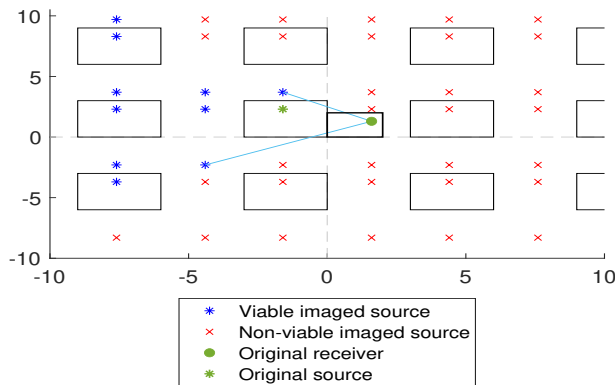 10
5
0
-5
-10
-10 -5 0 5 10
Viable imaged source
Non-viable imaged source
Original receiver
Original source